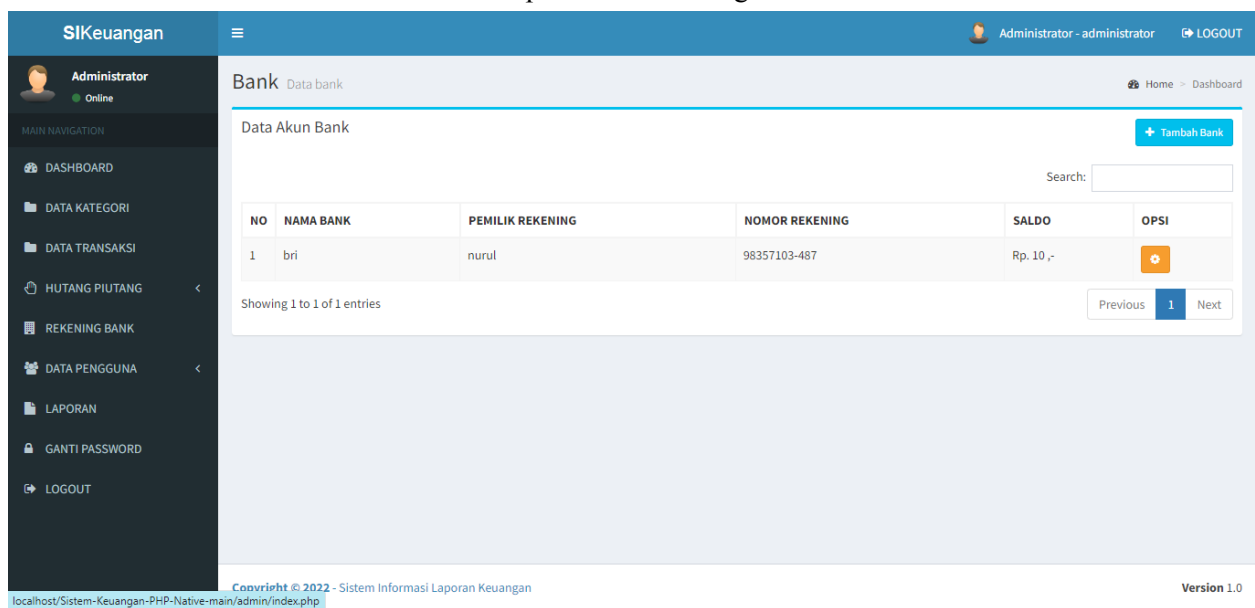 SIKeuangan
Administrator - administrator LOGOUT
Administrator
Online
Bank Data bank
Home > Dashboard
MAIN NAVIGATION
DASHBOARD
DATA KATEGORI
DATA TRANSAKSI
HUTANG PIUTANG
REKENING BANK
DATA PENGGUNA
LAPORAN
GANTI PASSWORD
LOGOUT
Data Akun Bank
Tambah Bank
Search:
NO NAMA BANK PEMILIK REKENING NOMOR REKENING SALDO OPSI
1 bri nurul 98357103-487 Rp. 10 ,-
Showing 1 to 1 of 1 entries
Previous 1 Next
Copyright © 2022 - Sistem Informasi Laporan Keuangan
Version 1.0
localhost/Sistem-Keuangan-PHP-Native-main/admin/index.php